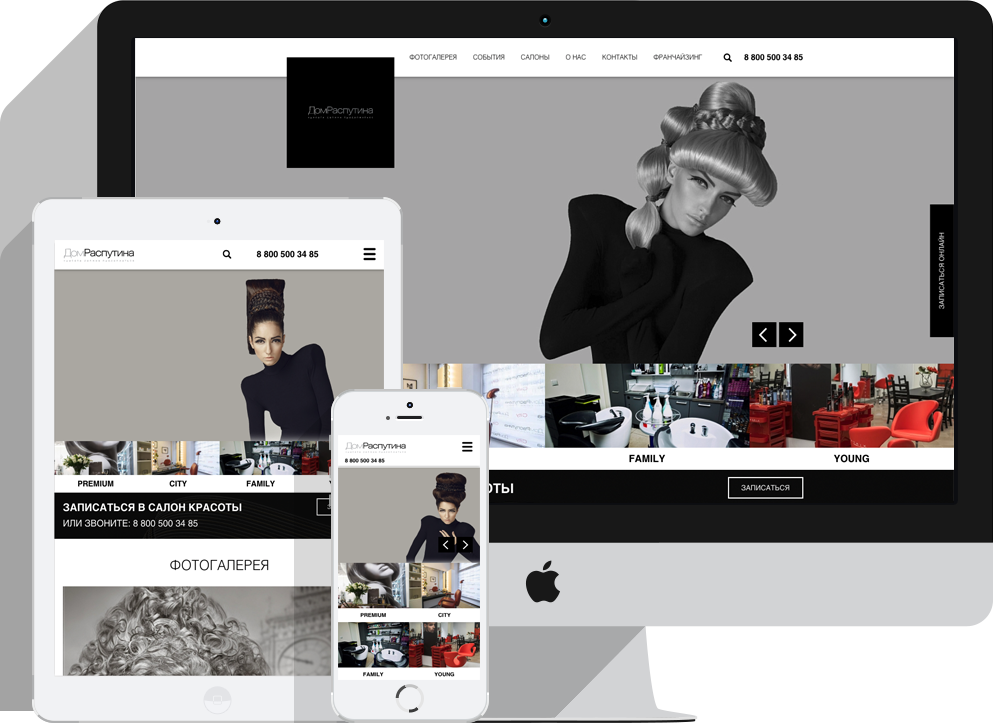 ФОТОГАЛЕРЕЯ СОБЫТИЯ САЛОНЫ О НАС КОНТАКТЫ ФРАНЧАЙЗИНГ 8 800 500 34 85
ДомРаспутина
ЗАПИСАТЬСЯ ОНЛАЙН
FAMILY YOUNG
ОТЫ ЗАПИСАТЬСЯ
ДомРаспутина 8 800 500 34 85
PREMIUM CITY FAMILY
ЗАПИСАТЬСЯ В САЛОН КРАСОТЫ
ИЛИ ЗВОНИТЕ: 8 800 500 34 85
ФОТОГАЛЕРЕЯ
ДомРаспутина
8 800 500 34 85
PREMIUM CITY
FAMILY YOUNG